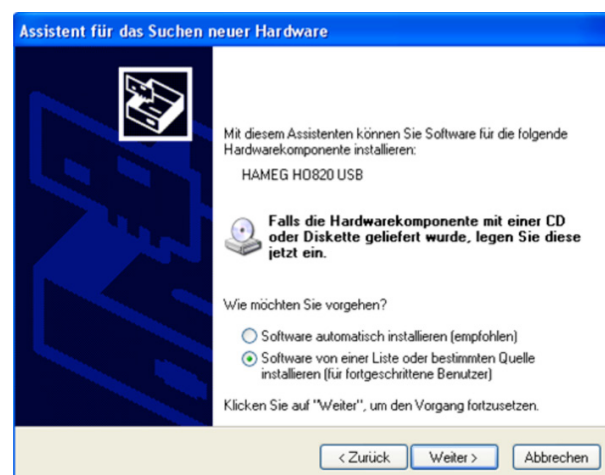 Assistent für das Suchen neuer Hardware
Mit diesem Assistenten können Sie Software für die folgende
Hardwarekomponente installieren:
HAMEG HO820 USB
Falls die Hardwarekomponente mit einer CD
oder Diskette geliefert wurde, legen Sie diese
jetzt ein.
Wie möchten Sie vorgehen?
Software automatisch installieren (empfohlen)
Software von einer Liste oder bestimmten Quelle
installieren (für fortgeschrittene Benutzer)
Klicken Sie auf "Weiter", um den Vorgang fortzusetzen.
< Zurück Weiter > Abbrechen